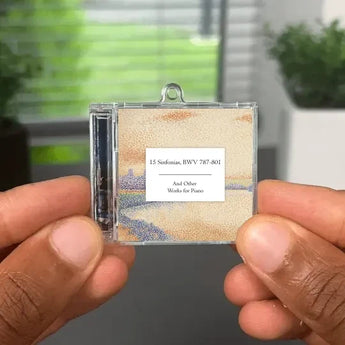 15 Sinfonias, BWV 787-801
And Other
Works for Piano